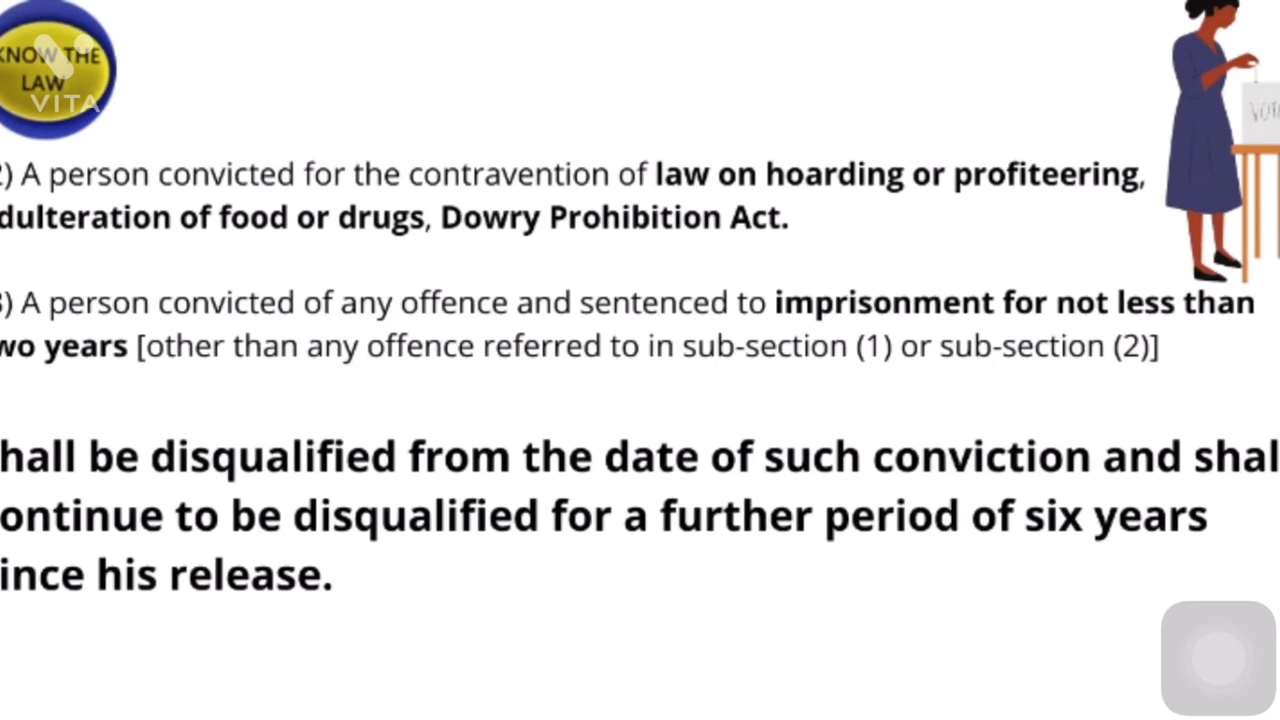 KNOW THE
LAW
VITA
VOTE
2) A person convicted for the contravention of law on hoarding or profiteering,
dulteration of food or drugs, Dowry Prohibition Act.
3) A person convicted of any offence and sentenced to imprisonment for not less than
wo years [other than any offence referred to in sub-section (1) or sub-section (2)]
hall be disqualified from the date of such conviction and shal
ontinue to be disqualified for a further period of six years
ince his release.